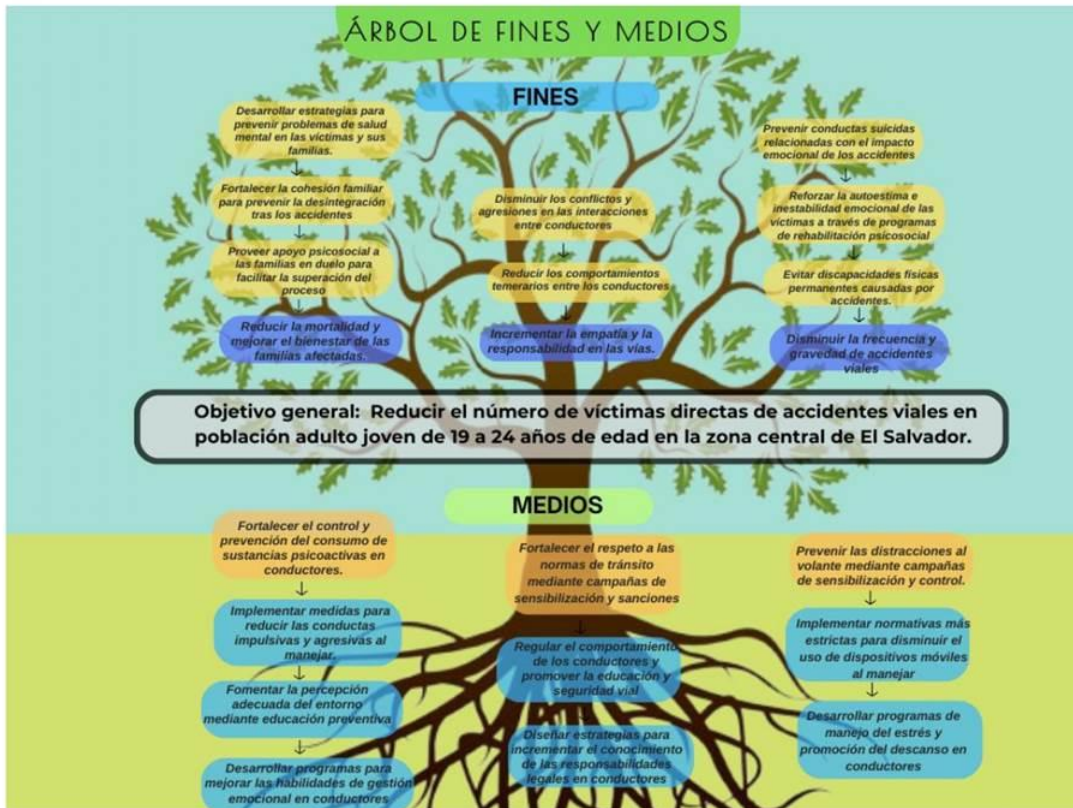 ÁRBOL DE FINES Y MEDIOS
FINES
Desarrollar estrategias para
prevenir problemas de salud
mental en las víctimas y sus
familias.
Fortalecer la cohesión familiar
para prevenir la desintegración
tras los accidentes
Proveer apoyo psicosocial a
las familias en duelo para
facilitar la superación del
proceso
Reducir la mortalidad y
mejorar el bienestar de las
familias afectadas.
Disminuir los conflictos y
agresiones en las interacciones
entre conductores
Reducir los comportamientos
temerarios entre los conductores
Incrementar la empatía y la
responsabilidad en las vías.
Prevenir conductas suicidas
relacionadas con el impacto
emocional de los accidentes
Reforzar la autoestima e
inestabilidad emocional de las
víctimas a través de programas
de rehabilitación psicosocial
Evitar discapacidades físicas
permanentes causadas por
accidentes.
Disminuir la frecuencia y
gravedad de accidentes
viales
Objetivo general: Reducir el número de víctimas directas de accidentes viales en
población adulto joven de 19 a 24 años de edad en la zona central de El Salvador.
MEDIOS
Fortalecer el control y
prevención del consumo de
sustancias psicoactivas en
conductores.
Implementar medidas para
reducir las conductas
impulsivas y agresivas al
manejar.
Fomentar la percepción
adecuada del entorno
mediante educación preventiva
Desarrollar programas para
mejorar las habilidades de gestión
emocional en conductores
Fortalecer el respeto a las
normas de tránsito
mediante campañas de
sensibilización y sanciones
Regular el comportamiento
de los conductores y
promover la educación y
seguridad vial
Diseñar estrategias para
incrementar el conocimiento
de las responsabilidades
legales en conductores
Prevenir las distracciones al
volante mediante campañas
de sensibilización y control.
Implementar normativas más
estrictas para disminuir el
uso de dispositivos móviles
al manejar
Desarrollar programas de
manejo del estrés y
promoción del descanso en
conductores